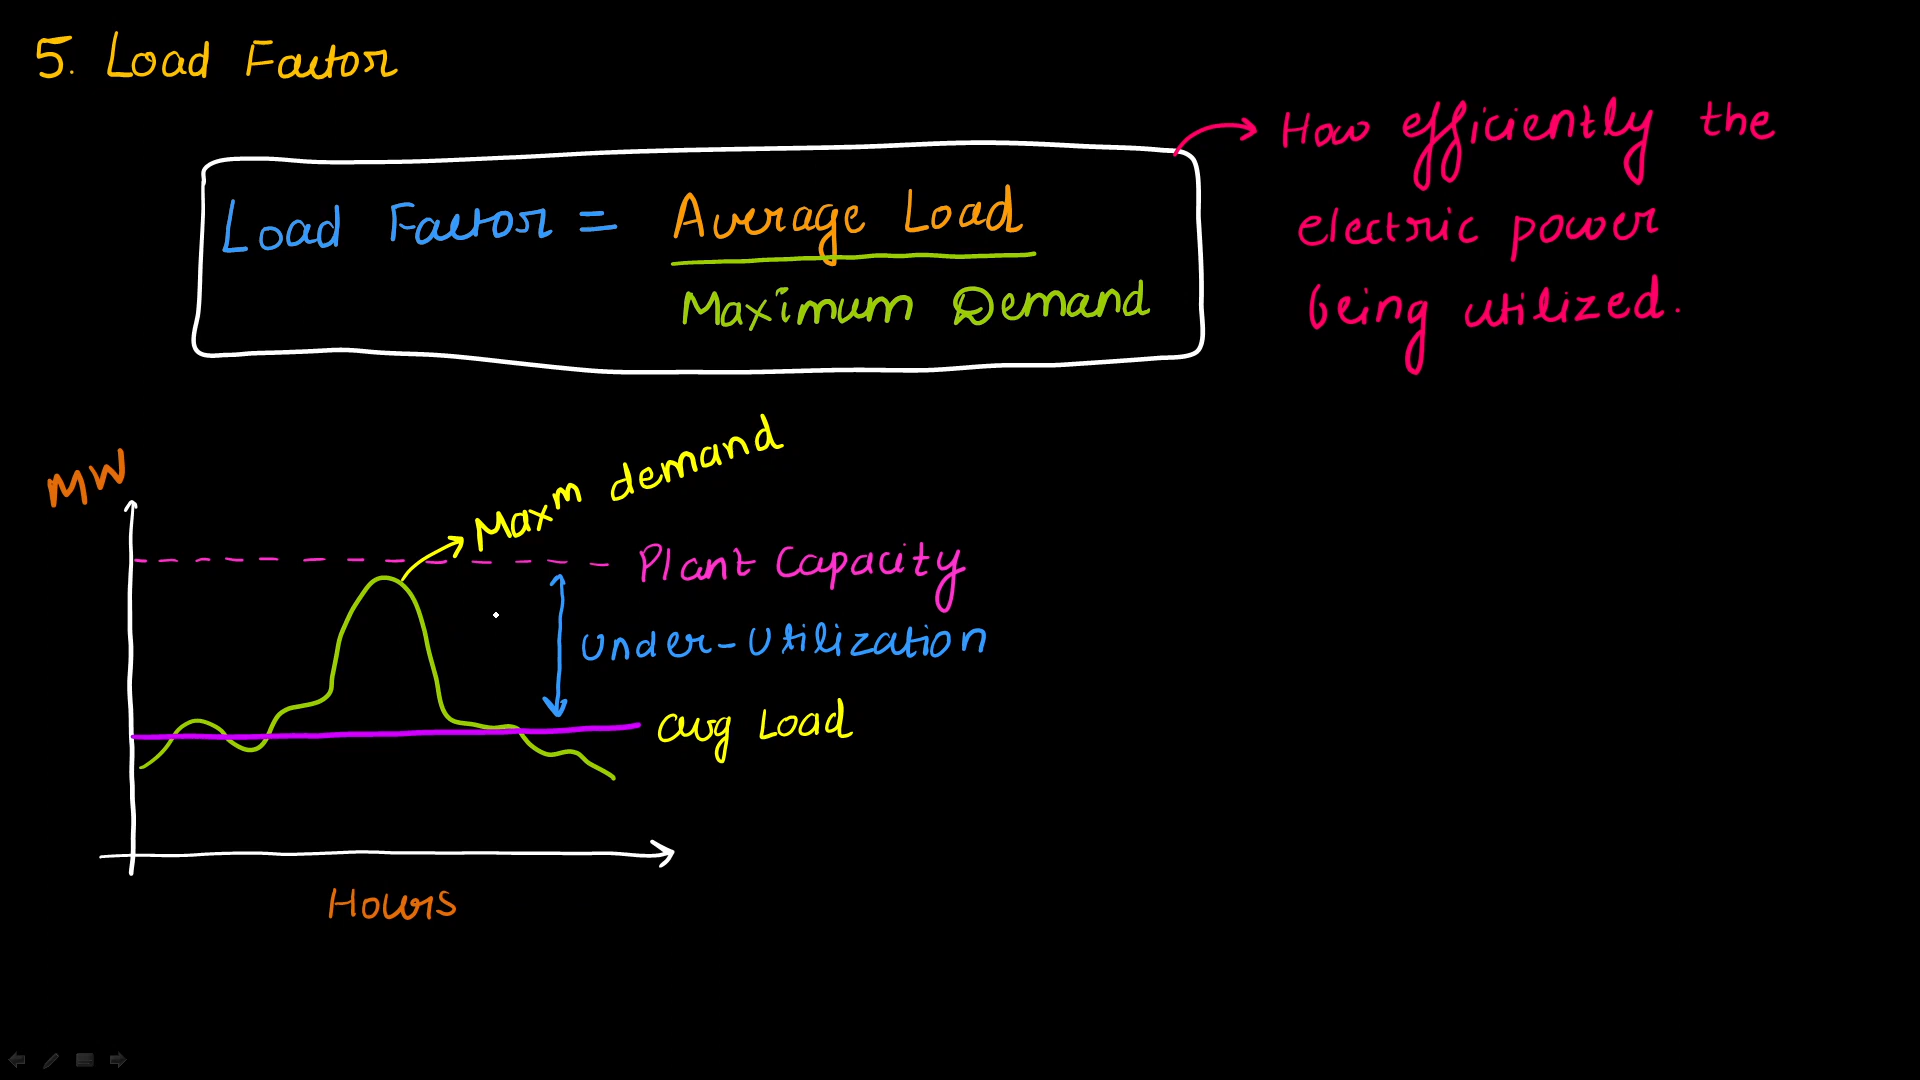 5. Load Factor
Load Factor = Average Load
Maximum Demand
How efficiently the
electric power
being utilized.
MW
Maxᵐ demand
Plant Capacity
Under-Utilization
avg Load
Hours